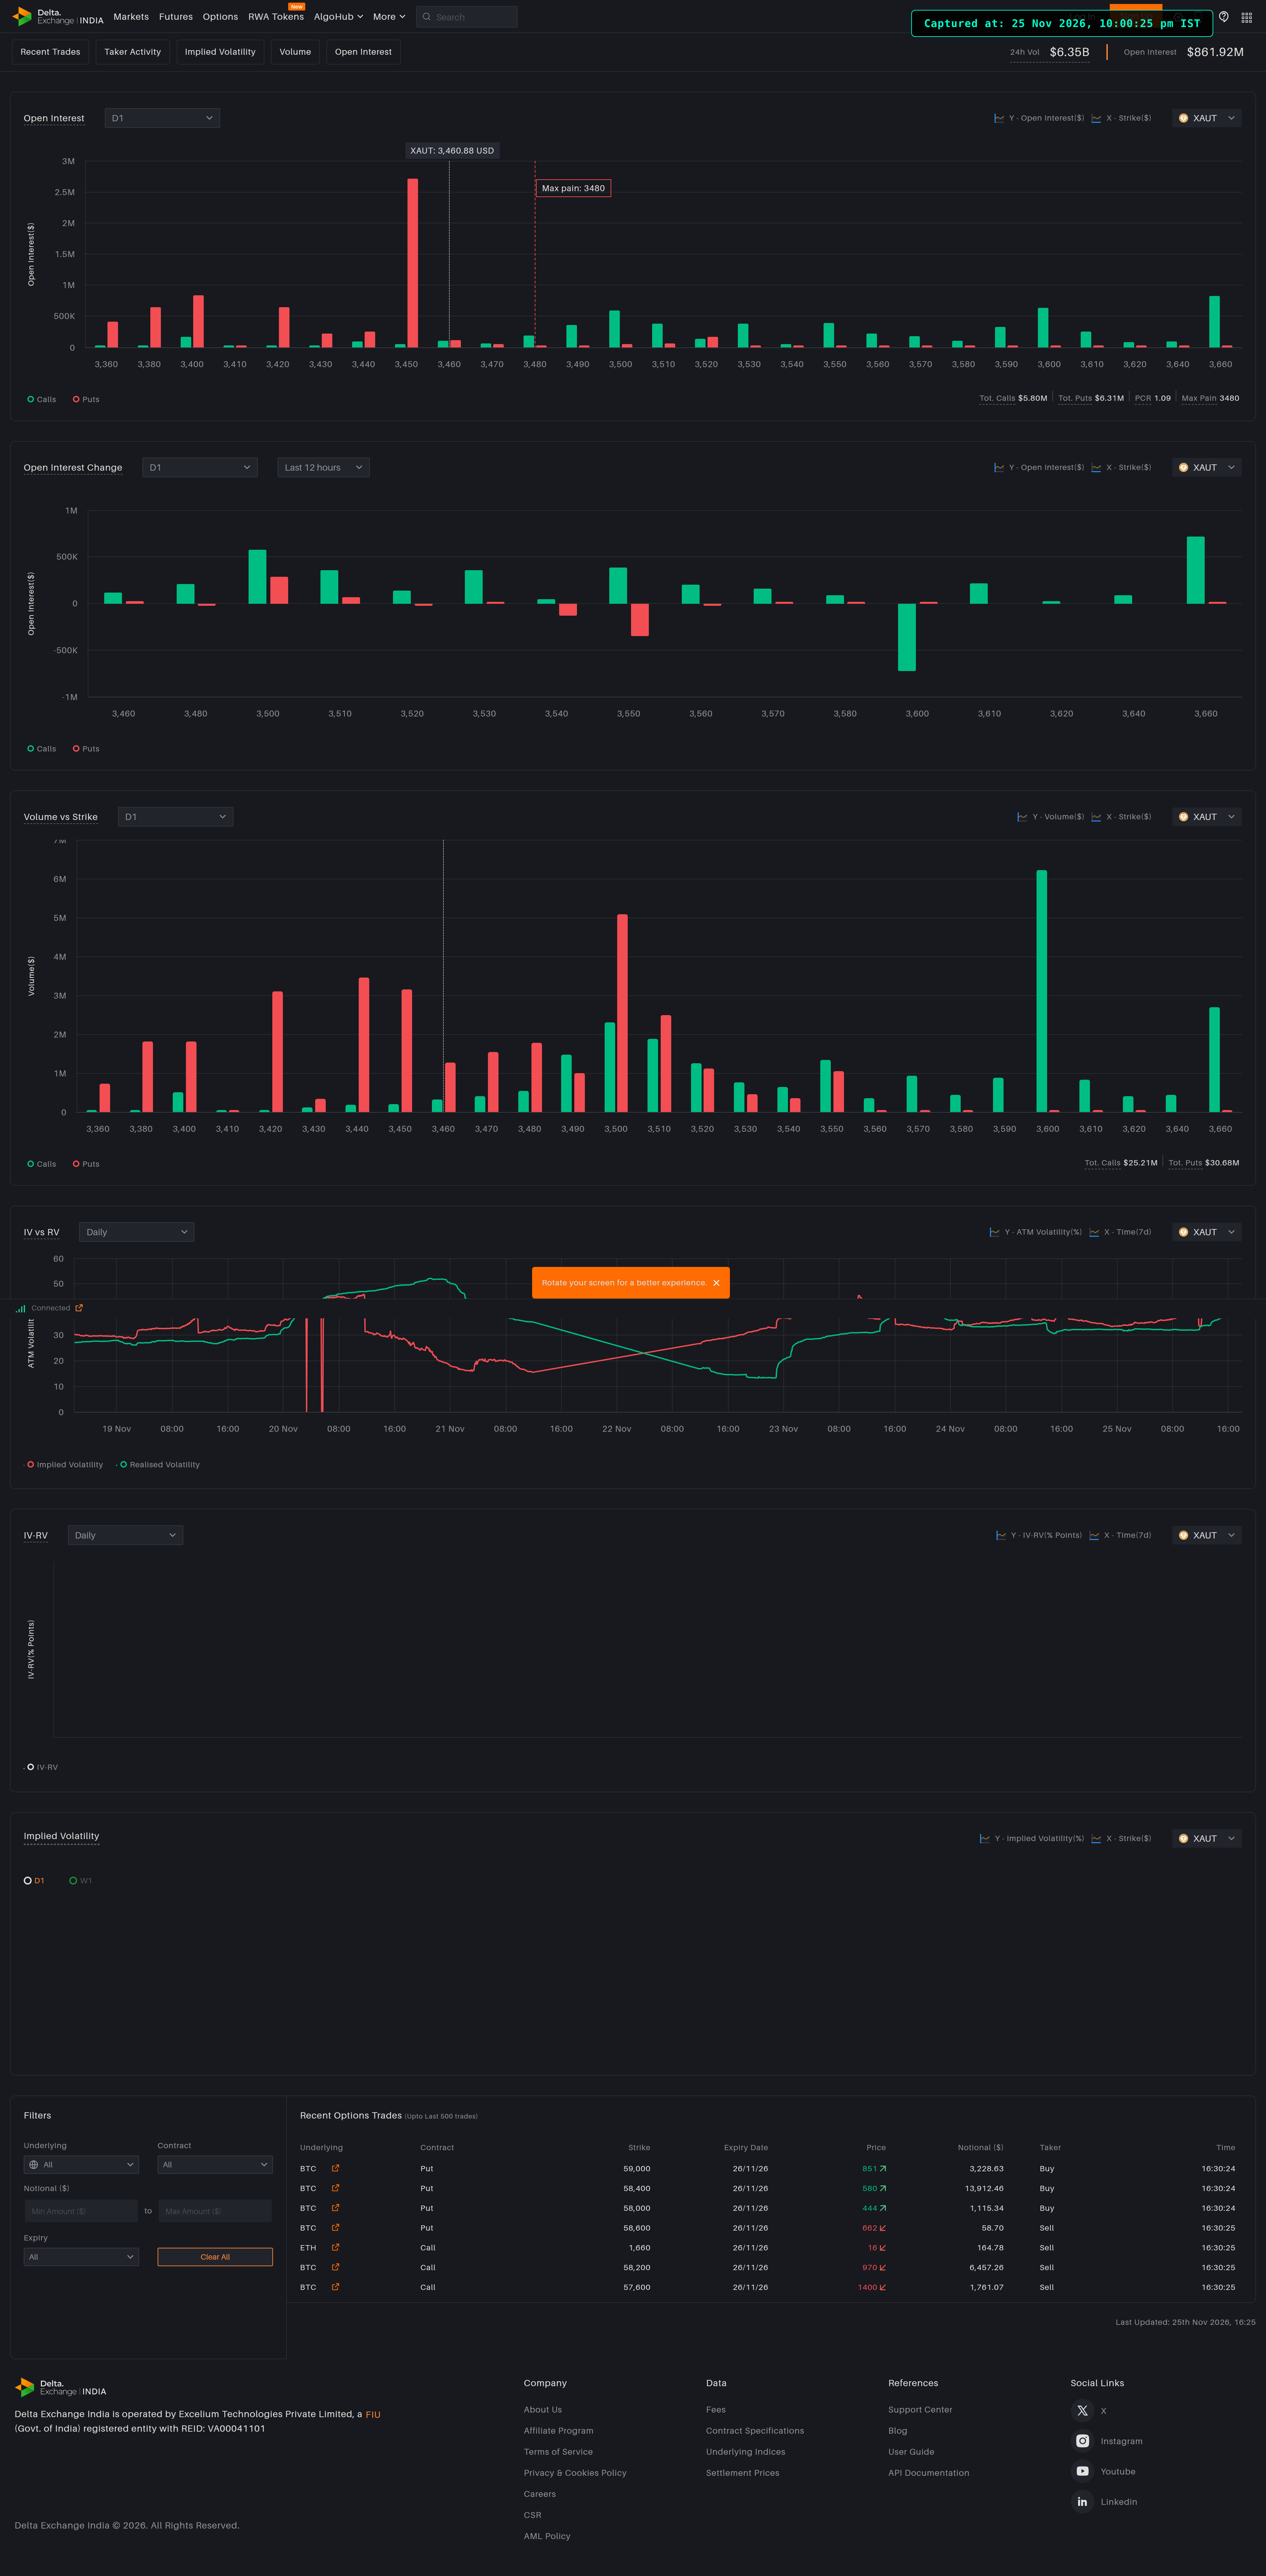 Delta.
Exchange | INDIA
Markets
Futures
Options
RWA Tokens
New
AlgoHub
More
Search
Captured at: 25 Nov 2026, 10:00:25 pm IST
Recent Trades
Taker Activity
Implied Volatility
Volume
Open Interest
24h Vol $6.35B
Open Interest $861.92M
Open Interest
D1
Y - Open Interest($) X - Strike($)
XAUT
XAUT: 3,460.88 USD
Max pain: 3480
Open Interest($)
3M
2.5M
2M
1.5M
1M
500K
0
3,360 3,380 3,400 3,410 3,420 3,430 3,440 3,450 3,460 3,470 3,480 3,490 3,500 3,510 3,520 3,530 3,540 3,550 3,560 3,570 3,580 3,590 3,600 3,610 3,620 3,640 3,660
Calls Puts
Tot. Calls $5.80M Tot. Puts $6.31M PCR 1.09 Max Pain 3480
Open Interest Change
D1
Last 12 hours
Y - Open Interest($) X - Strike($)
XAUT
Open Interest($)
1M
500K
0
-500K
-1M
3,460 3,480 3,500 3,510 3,520 3,530 3,540 3,550 3,560 3,570 3,580 3,600 3,610 3,620 3,640 3,660
Calls Puts
Volume vs Strike
D1
Y - Volume($) X - Strike($)
XAUT
Volume($)
7M
6M
5M
4M
3M
2M
1M
0
3,360 3,380 3,400 3,410 3,420 3,430 3,440 3,450 3,460 3,470 3,480 3,490 3,500 3,510 3,520 3,530 3,540 3,550 3,560 3,570 3,580 3,590 3,600 3,610 3,620 3,640 3,660
Calls Puts
Tot. Calls $25.21M Tot. Puts $30.68M
IV vs RV
Daily
Y - ATM Volatility(%) X - Time(7d)
XAUT
60
50
Rotate your screen for a better experience.
Connected
ATM Volatilit
30
20
10
0
19 Nov 08:00 16:00 20 Nov 08:00 16:00 21 Nov 08:00 16:00 22 Nov 08:00 16:00 23 Nov 08:00 16:00 24 Nov 08:00 16:00 25 Nov 08:00 16:00
Implied Volatility Realised Volatility
IV-RV
Daily
Y - IV-RV(% Points) X - Time(7d)
XAUT
IV-RV(% Points)
IV-RV
Implied Volatility
Y - Implied Volatility(%) X - Strike($)
XAUT
D1 W1
Filters
Underlying Contract
All All
Notional ($)
Min Amount ($) to Max Amount ($)
Expiry
All Clear All
Recent Options Trades (Upto Last 500 trades)
Underlying Contract Strike Expiry Date Price Notional ($) Taker Time
BTC Put 59,000 26/11/26 851 3,228.63 Buy 16:30:24
BTC Put 58,400 26/11/26 580 13,912.46 Buy 16:30:24
BTC Put 58,000 26/11/26 444 1,115.34 Buy 16:30:24
BTC Put 58,600 26/11/26 662 58.70 Sell 16:30:25
ETH Call 1,660 26/11/26 16 164.78 Sell 16:30:25
BTC Call 58,200 26/11/26 970 6,457.26 Sell 16:30:25
BTC Call 57,600 26/11/26 1400 1,761.07 Sell 16:30:25
Last Updated: 25th Nov 2026, 16:25
Delta.
Exchange | INDIA
Delta Exchange India is operated by Excelium Technologies Private Limited, a FIU
(Govt. of India) registered entity with REID: VA00041101
Delta Exchange India © 2026. All Rights Reserved.
Company
About Us
Affiliate Program
Terms of Service
Privacy & Cookies Policy
Careers
CSR
AML Policy
Data
Fees
Contract Specifications
Underlying Indices
Settlement Prices
References
Support Center
Blog
User Guide
API Documentation
Social Links
X
Instagram
Youtube
Linkedin